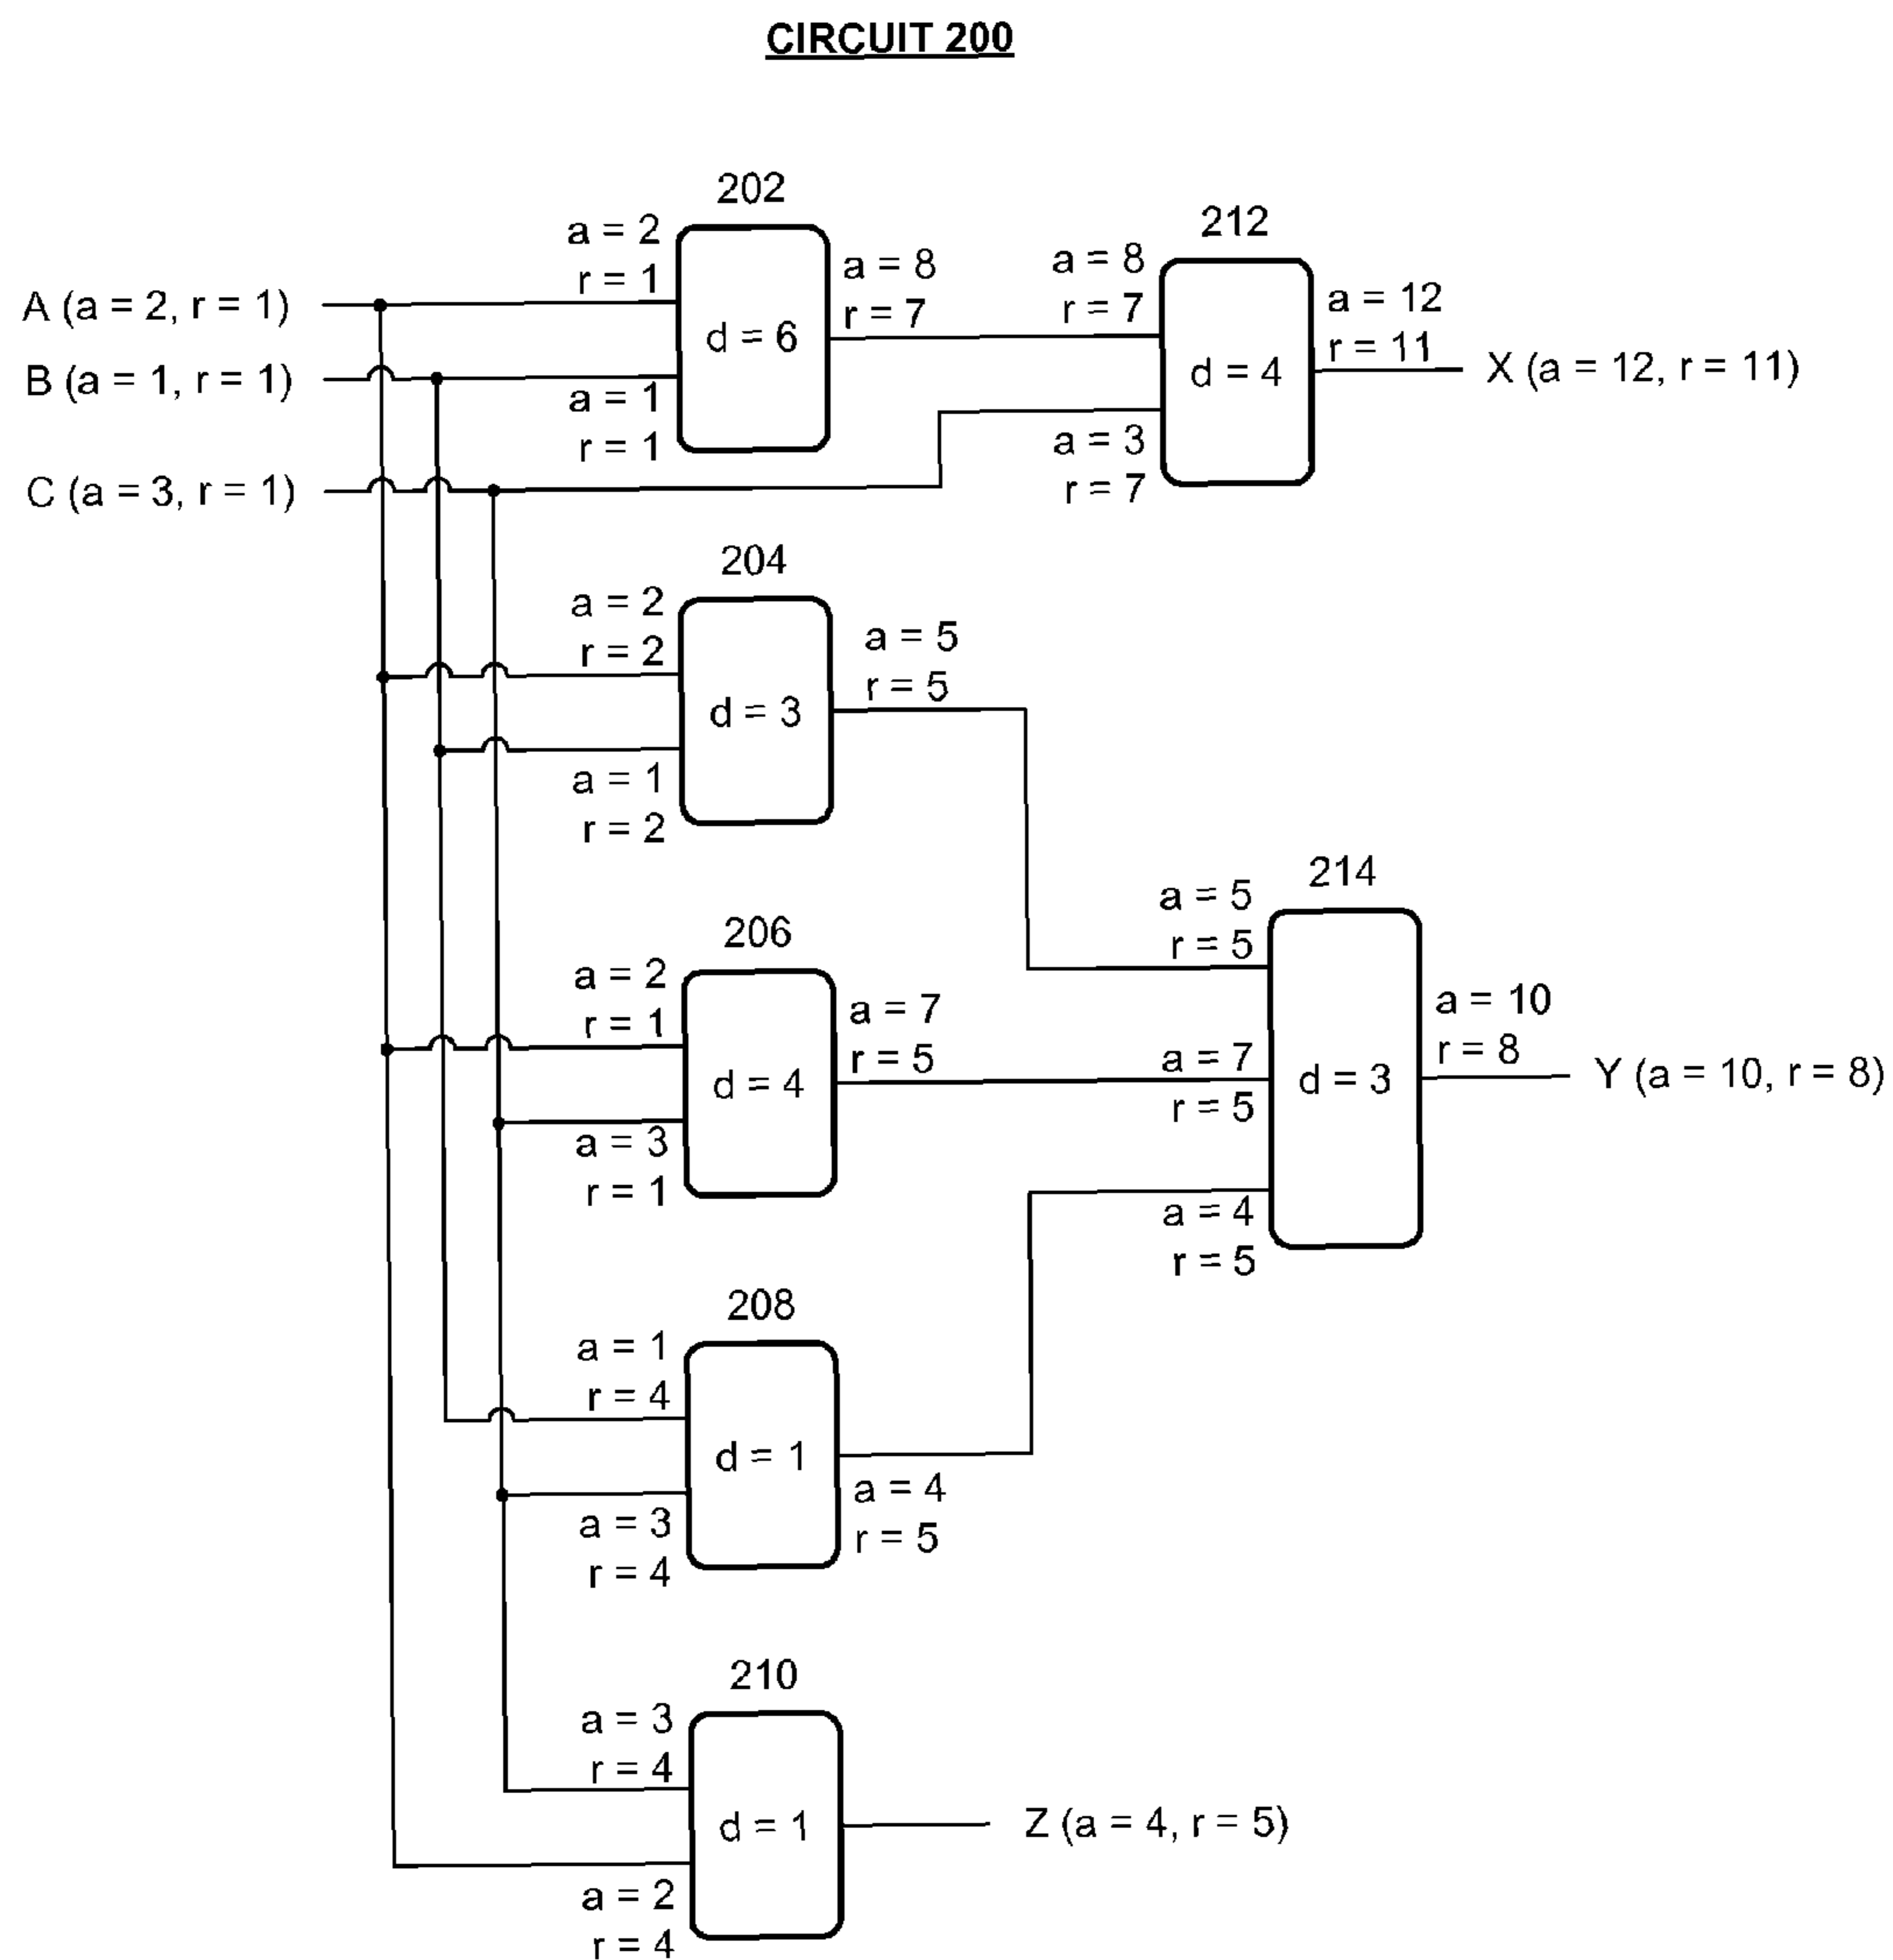 CIRCUIT 200
202
a = 2
r = 1
a = 8
r = 7
d = 6
a = 1
r = 1
212
a = 8
r = 7
a = 12
r = 11
d = 4
a = 3
r = 7
A (a = 2, r = 1)
B (a = 1, r = 1)
C (a = 3, r = 1)
X (a = 12, r = 11)
204
a = 2
r = 2
a = 5
r = 5
d = 3
a = 1
r = 2
206
a = 2
r = 1
a = 7
r = 5
d = 4
a = 3
r = 1
214
a = 5
r = 5
a = 7
r = 5
d = 3
a = 10
r = 8
a = 4
r = 5
Y (a = 10, r = 8)
208
a = 1
r = 4
d = 1
a = 4
r = 5
a = 3
r = 4
210
a = 3
r = 4
d = 1
Z (a = 4, r = 5)
a = 2
r = 4